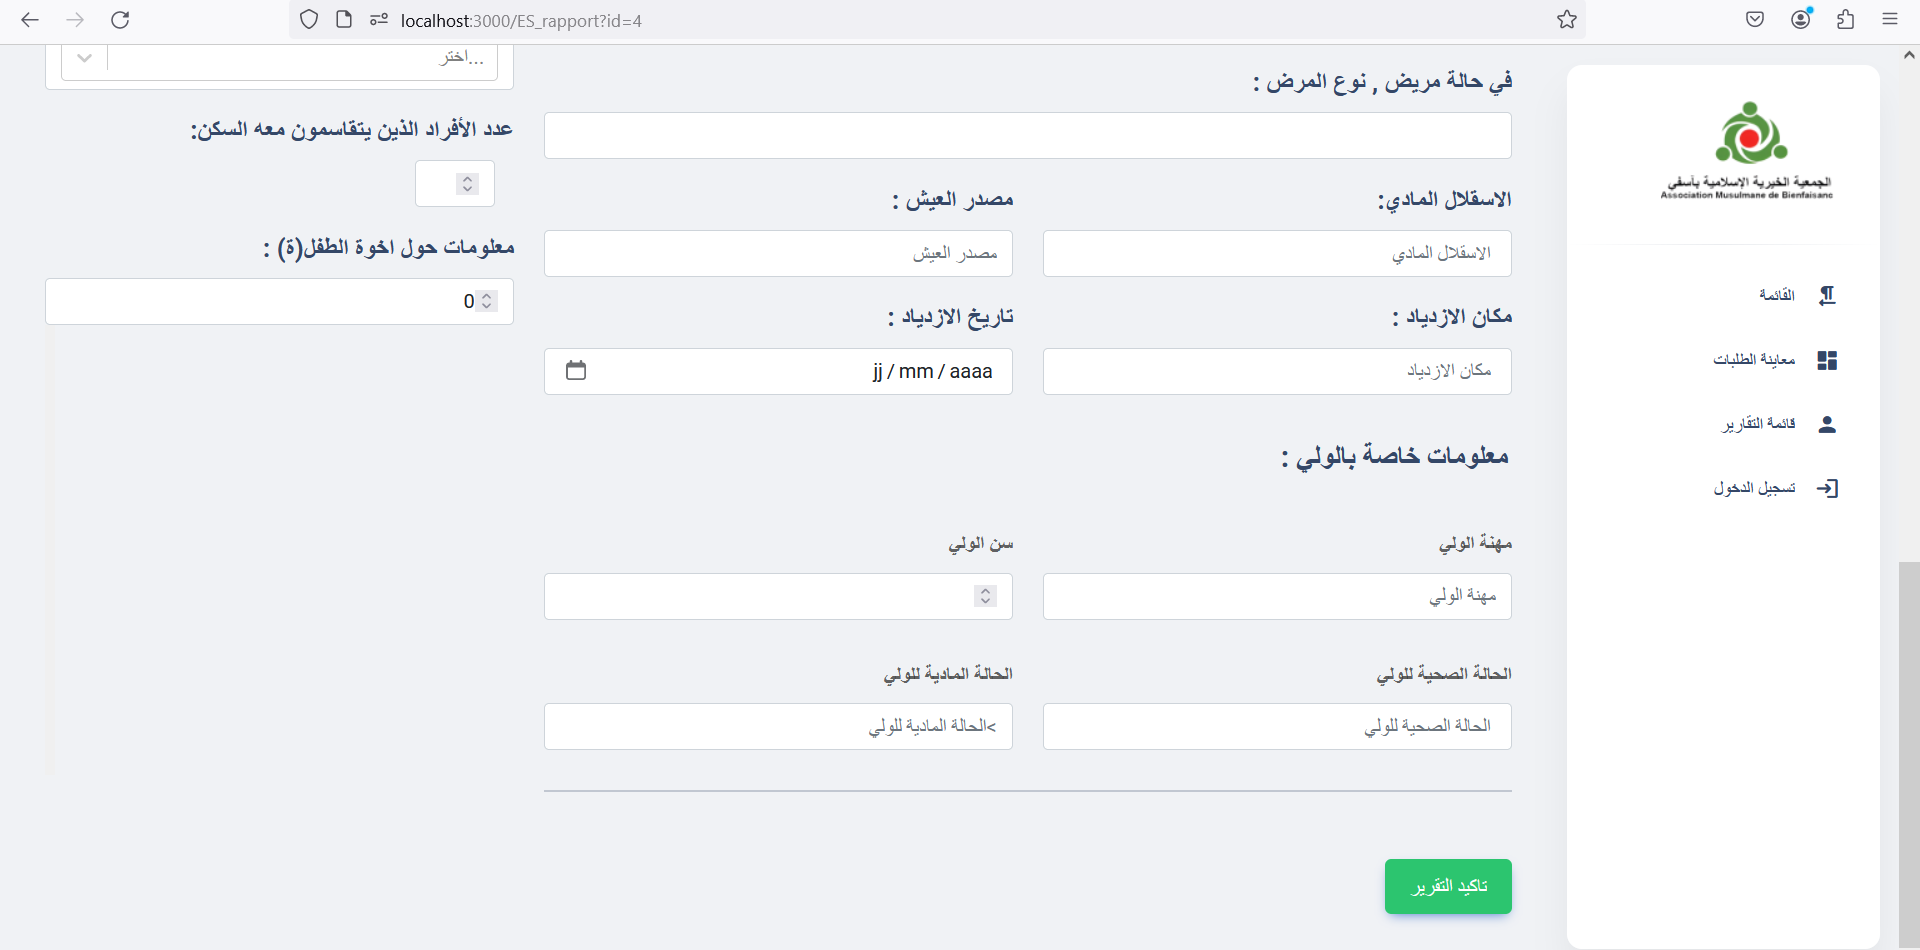 localhost:3000/ES_rapport?id=4
الجمعية الخيرية الإسلامية بآسفي
Association Musulmane de Bienfaisanc
القائمة
معاينة الطلبات
قائمة التقارير
تسجيل الدخول
في حالة مريض , نوع المرض :
الاسقلال المادي:
مصدر العيش :
الاسقلال المادي
مصدر العيش
مكان الازدياد :
تاريخ الازدياد :
مكان الازدياد
jj / mm / aaaa
معلومات خاصة بالولي :
مهنة الولي
سن الولي
مهنة الولي
الحالة الصحية للولي
الحالة المادية للولي
الحالة الصحية للولي
>الحالة المادية للولي
تاكيد التقرير
اختر...
عدد الأفراد الذين يتقاسمون معه السكن:
معلومات حول اخوة الطفل(ة) :
0